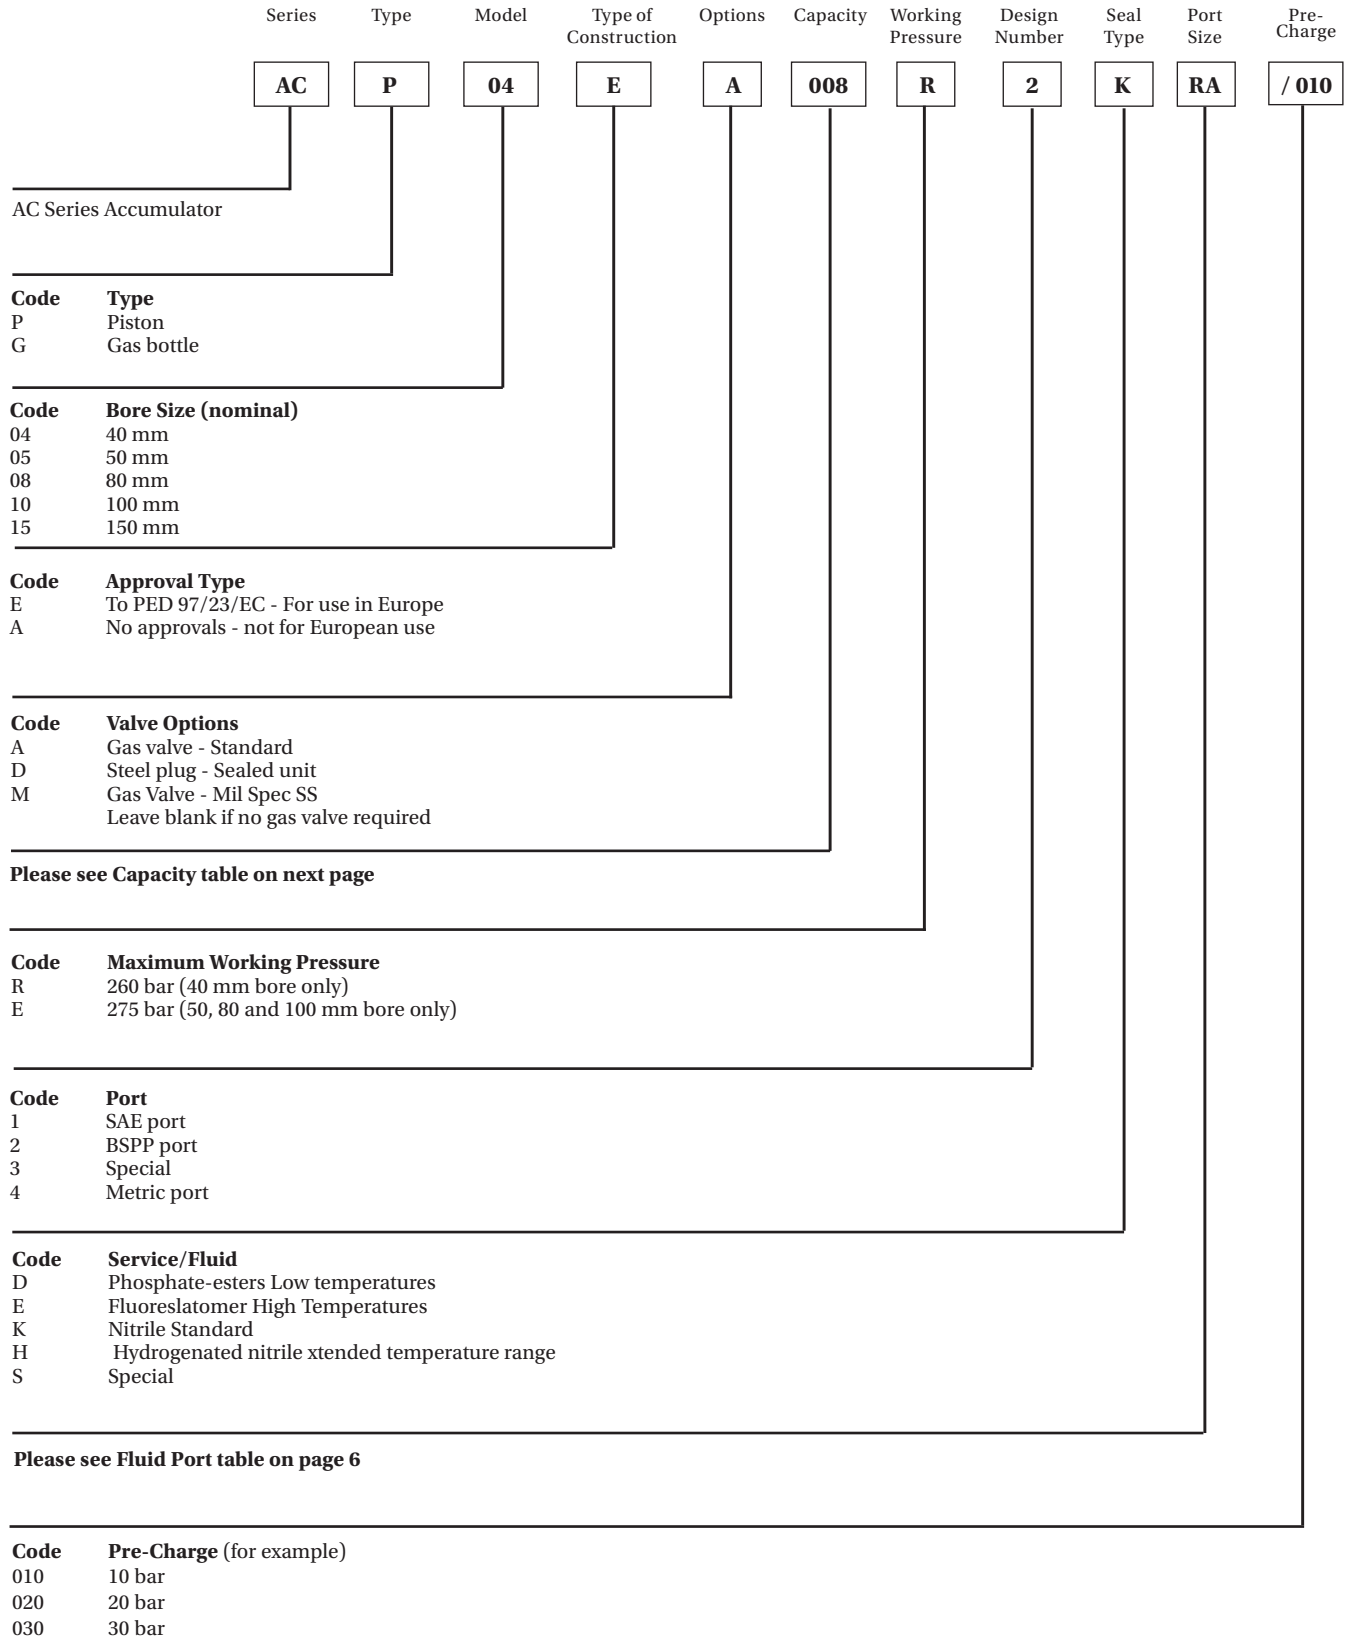 Series Type Model Type of Options Capacity Working Design Seal Port Pre-
Construction Pressure Number Type Size Charge
AC P 04 E A 008 R 2 K RA / 010
AC Series Accumulator
Code Type
P Piston
G Gas bottle
Code Bore Size (nominal)
04 40 mm
05 50 mm
08 80 mm
10 100 mm
15 150 mm
Code Approval Type
E To PED 97/23/EC - For use in Europe
A No approvals - not for European use
Code Valve Options
A Gas valve - Standard
D Steel plug - Sealed unit
M Gas Valve - Mil Spec SS
Leave blank if no gas valve required
Please see Capacity table on next page
Code Maximum Working Pressure
R 260 bar (40 mm bore only)
E 275 bar (50, 80 and 100 mm bore only)
Code Port
1 SAE port
2 BSPP port
3 Special
4 Metric port
Code Service/Fluid
D Phosphate-esters Low temperatures
E Fluoreslatomer High Temperatures
K Nitrile Standard
H Hydrogenated nitrile xtended temperature range
S Special
Please see Fluid Port table on page 6
Code Pre-Charge (for example)
010 10 bar
020 20 bar
030 30 bar